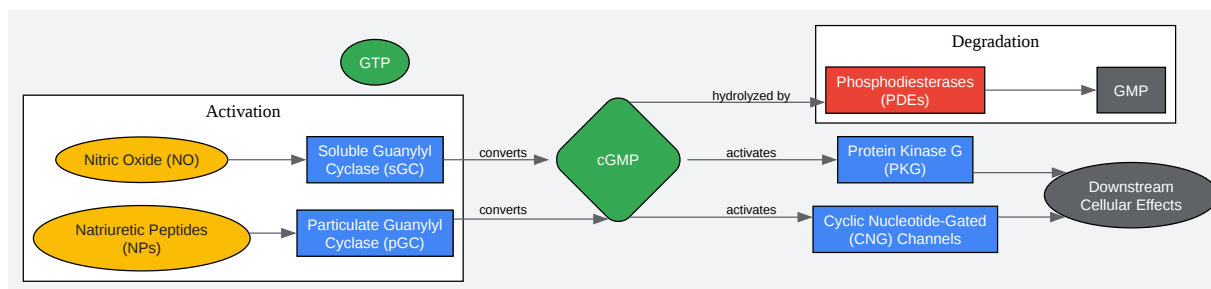 GTP
Activation
Nitric Oxide (NO)
Soluble Guanylyl
Cyclase (sGC)
converts
Natriuretic Peptides
(NPs)
Particulate Guanylyl
Cyclase (pGC)
converts
cGMP
hydrolyzed by
Degradation
Phosphodiesterases
(PDEs)
GMP
activates
Protein Kinase G
(PKG)
activates
Cyclic Nucleotide-Gated
(CNG) Channels
Downstream
Cellular Effects